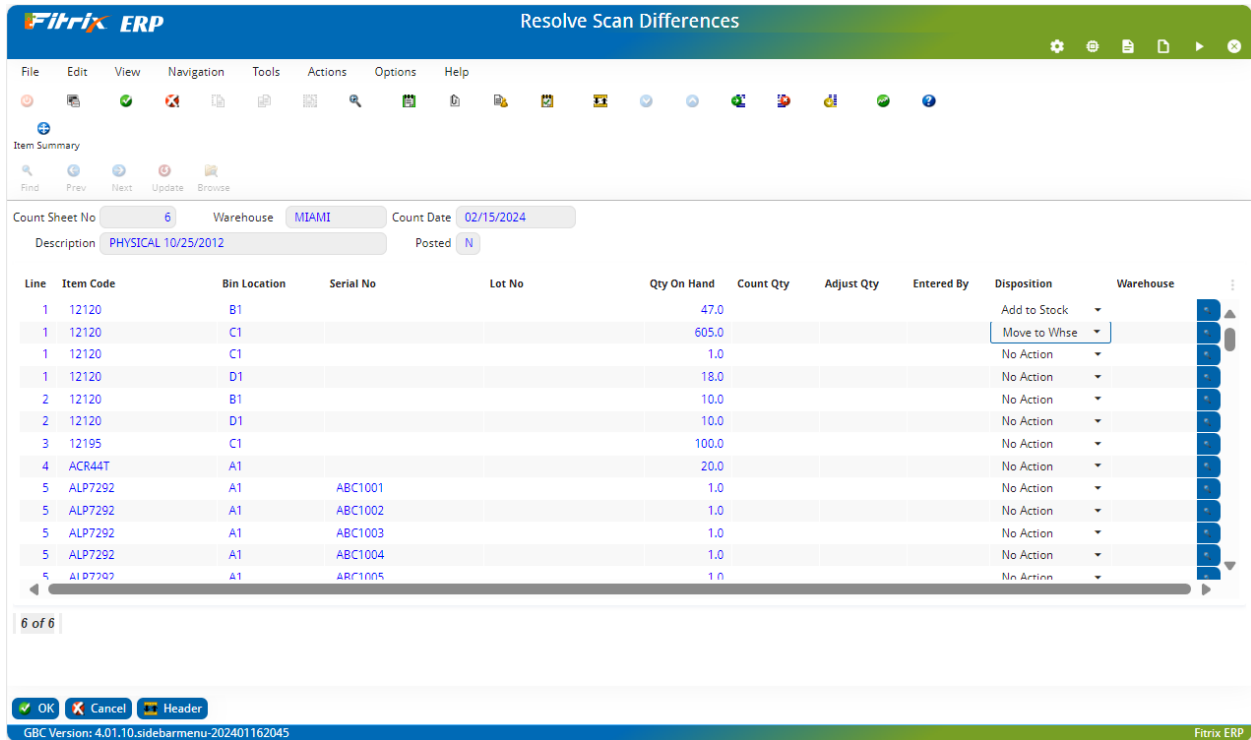 Fitrix ERP Resolve Scan Differences
File Edit View Navigation Tools Actions Options Help
Item Summary
Find Prev Next Update Browse
Count Sheet No 6 Warehouse MIAMI Count Date 02/15/2024
Description PHYSICAL 10/25/2012 Posted N
Line Item Code Bin Location Serial No Lot No Qty On Hand Count Qty Adjust Qty Entered By Disposition Warehouse
1 12120 B1 47.0 Add to Stock
1 12120 C1 605.0 Move to Whse
1 12120 C1 1.0 No Action
1 12120 D1 18.0 No Action
2 12120 B1 10.0 No Action
2 12120 D1 10.0 No Action
3 12195 C1 100.0 No Action
4 ACR44T A1 20.0 No Action
5 ALP7292 A1 ABC1001 1.0 No Action
5 ALP7292 A1 ABC1002 1.0 No Action
5 ALP7292 A1 ABC1003 1.0 No Action
5 ALP7292 A1 ABC1004 1.0 No Action
5 ALP7292 A1 ABC1005 1.0 No Action
6 of 6
OK Cancel Header
GBC Version: 4.01.10.sidebarmenu-202401162045 Fitrix ERP